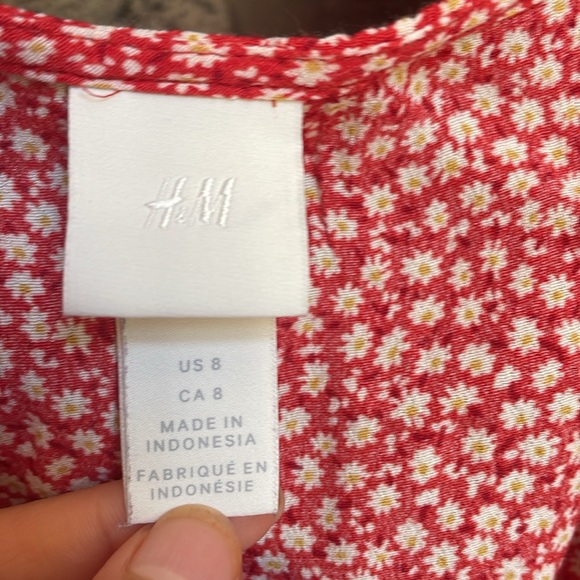 H&M
US 8
CA 8
MADE IN
INDONESIA
FABRIQUÉ EN
INDONÉSIE